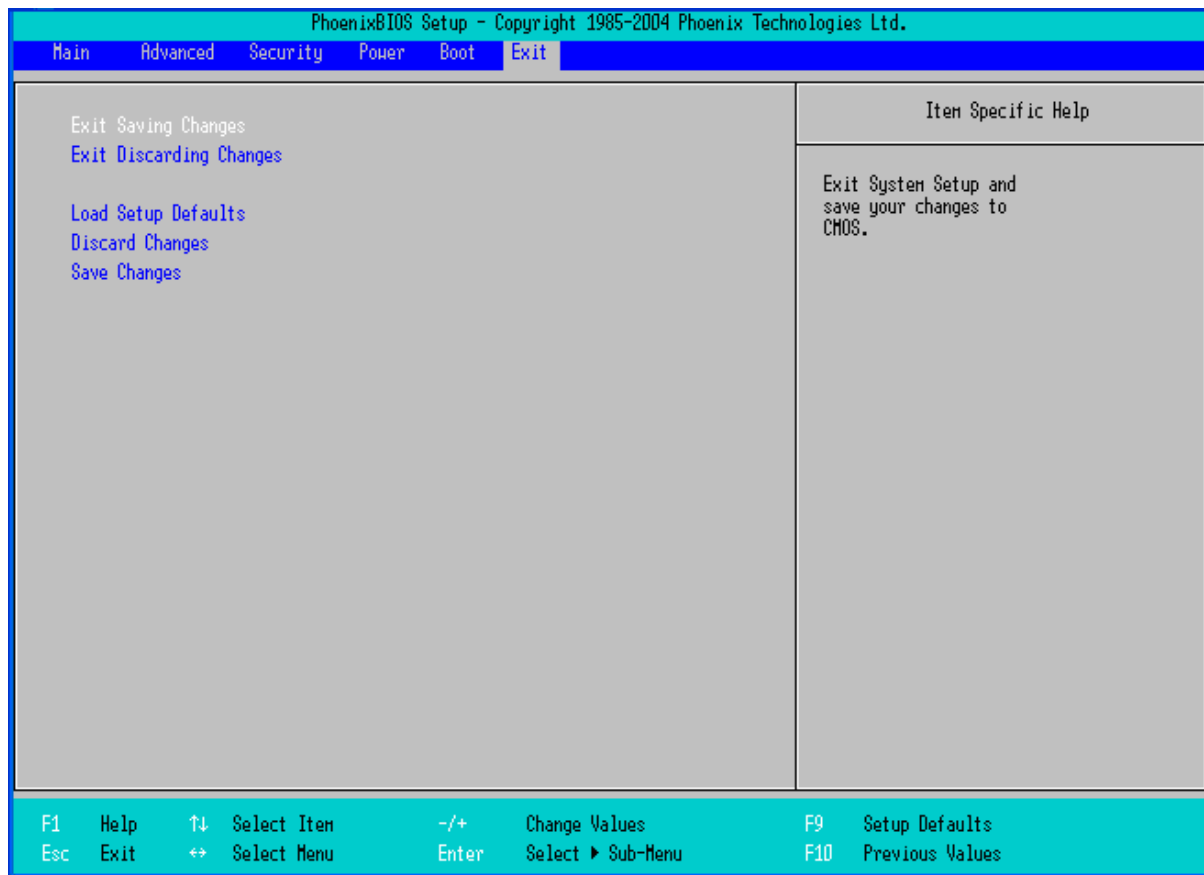 PhoenixBIOS Setup - Copyright 1985-2004 Phoenix Technologies Ltd.
Main Advanced Security Power Boot Exit
Exit Saving Changes
Exit Discarding Changes
Load Setup Defaults
Discard Changes
Save Changes
Item Specific Help
Exit System Setup and
save your changes to
CMOS.
F1 Help ↑↓ Select Item -/+ Change Values F9 Setup Defaults
Esc Exit ↔ Select Menu Enter Select ▶ Sub-Menu F10 Previous Values